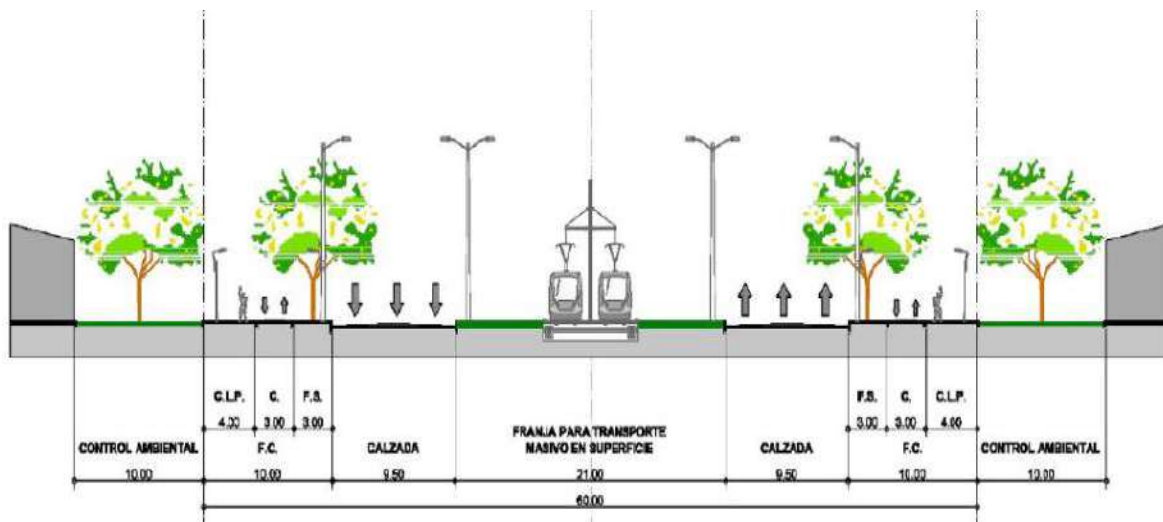 C.L.P. C. F.S. F.S. C. C.L.P.
4.00 3.00 3.00 3.00 3.00 4.00
FRANJA PARA TRANSPORTE
MASIVO EN SUPERFICIE
CONTROL AMBIENTAL F.C. CALZADA CALZADA F.C. CONTROL AMBIENTAL
10.00 10.00 9.50 21.00 9.50 10.00 10.00
60.00